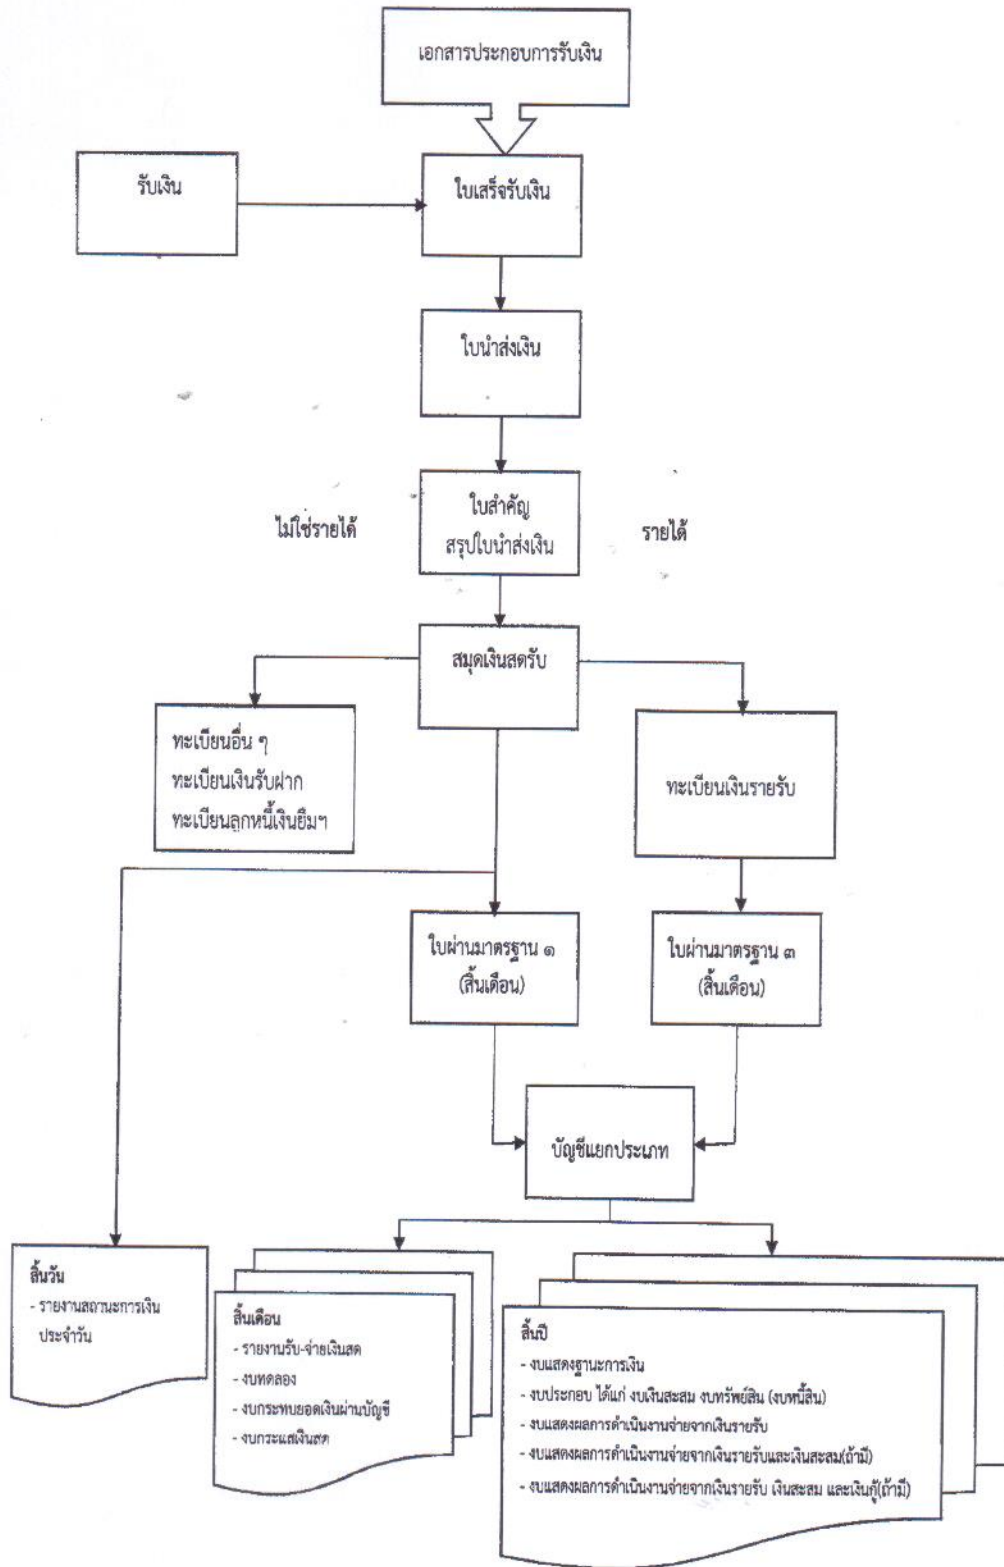 เอกสารประกอบการรับเงิน
รับเงิน
ใบเสร็จรับเงิน
ใบนำส่งเงิน
ไม่ใช่รายได้
ใบสำคัญ
สรุปใบนำส่งเงิน
รายได้
สมุดเงินสดรับ
ทะเบียนอื่น ๆ
ทะเบียนเงินรับฝาก
ทะเบียนลูกหนี้เงินยืมฯ
ทะเบียนเงินรายรับ
ใบผ่านมาตรฐาน ๑
(สิ้นเดือน)
ใบผ่านมาตรฐาน ๓
(สิ้นเดือน)
บัญชีแยกประเภท
สิ้นวัน
- รายงานสถานะการเงิน
ประจำวัน
สิ้นเดือน
- รายงานรับ-จ่ายเงินสด
- งบทดลอง
- งบกระทบยอดเงินผ่านบัญชี
- งบกระแสเงินสด
สิ้นปี
- งบแสดงฐานะการเงิน
- งบประกอบ ได้แก่ งบเงินสะสม งบทรัพย์สิน (งบหนี้สิน)
- งบแสดงผลการดำเนินงานจ่ายจากเงินรายรับ
- งบแสดงผลการดำเนินงานจ่ายจากเงินรายรับและเงินสะสม(ถ้ามี)
- งบแสดงผลการดำเนินงานจ่ายจากเงินรายรับ เงินสะสม และเงินกู้(ถ้ามี)